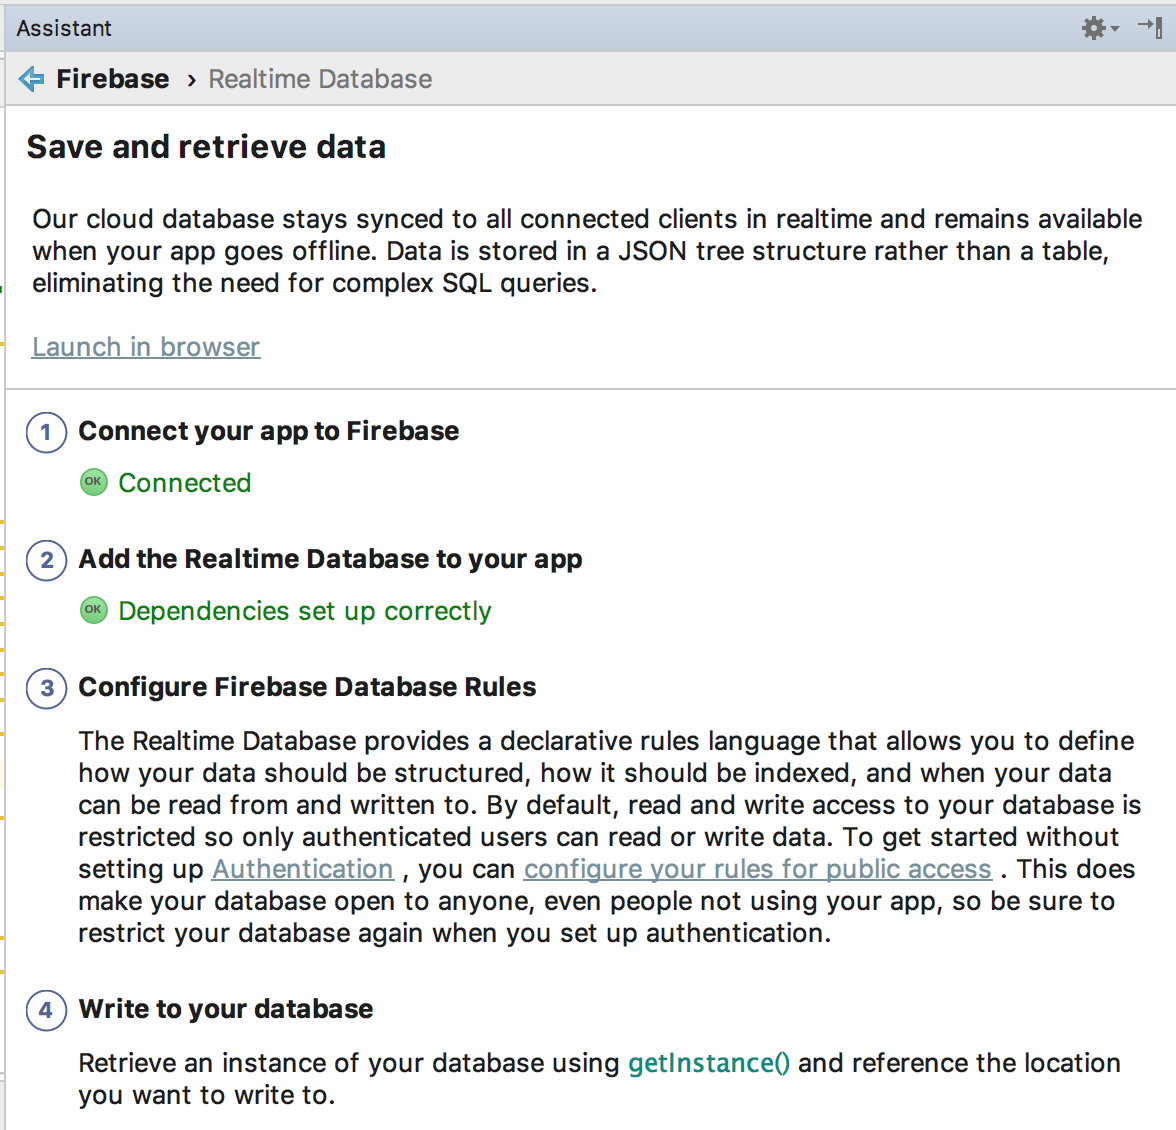 Assistant
Firebase › Realtime Database
Save and retrieve data
Our cloud database stays synced to all connected clients in realtime and remains available
when your app goes offline. Data is stored in a JSON tree structure rather than a table,
eliminating the need for complex SQL queries.
Launch in browser
1 Connect your app to Firebase
OK Connected
2 Add the Realtime Database to your app
OK Dependencies set up correctly
3 Configure Firebase Database Rules
The Realtime Database provides a declarative rules language that allows you to define
how your data should be structured, how it should be indexed, and when your data
can be read from and written to. By default, read and write access to your database is
restricted so only authenticated users can read or write data. To get started without
setting up Authentication , you can configure your rules for public access . This does
make your database open to anyone, even people not using your app, so be sure to
restrict your database again when you set up authentication.
4 Write to your database
Retrieve an instance of your database using getInstance() and reference the location
you want to write to.